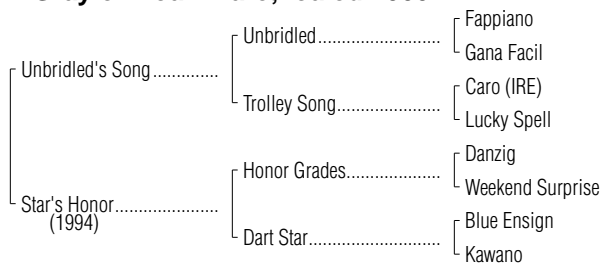 Fappiano
Unbridled
Gana Facil
Unbridled's Song
Caro (IRE)
Trolley Song
Lucky Spell
Danzig
Honor Grades
Weekend Surprise
Star's Honor
(1994)
Blue Ensign
Dart Star
Kawano